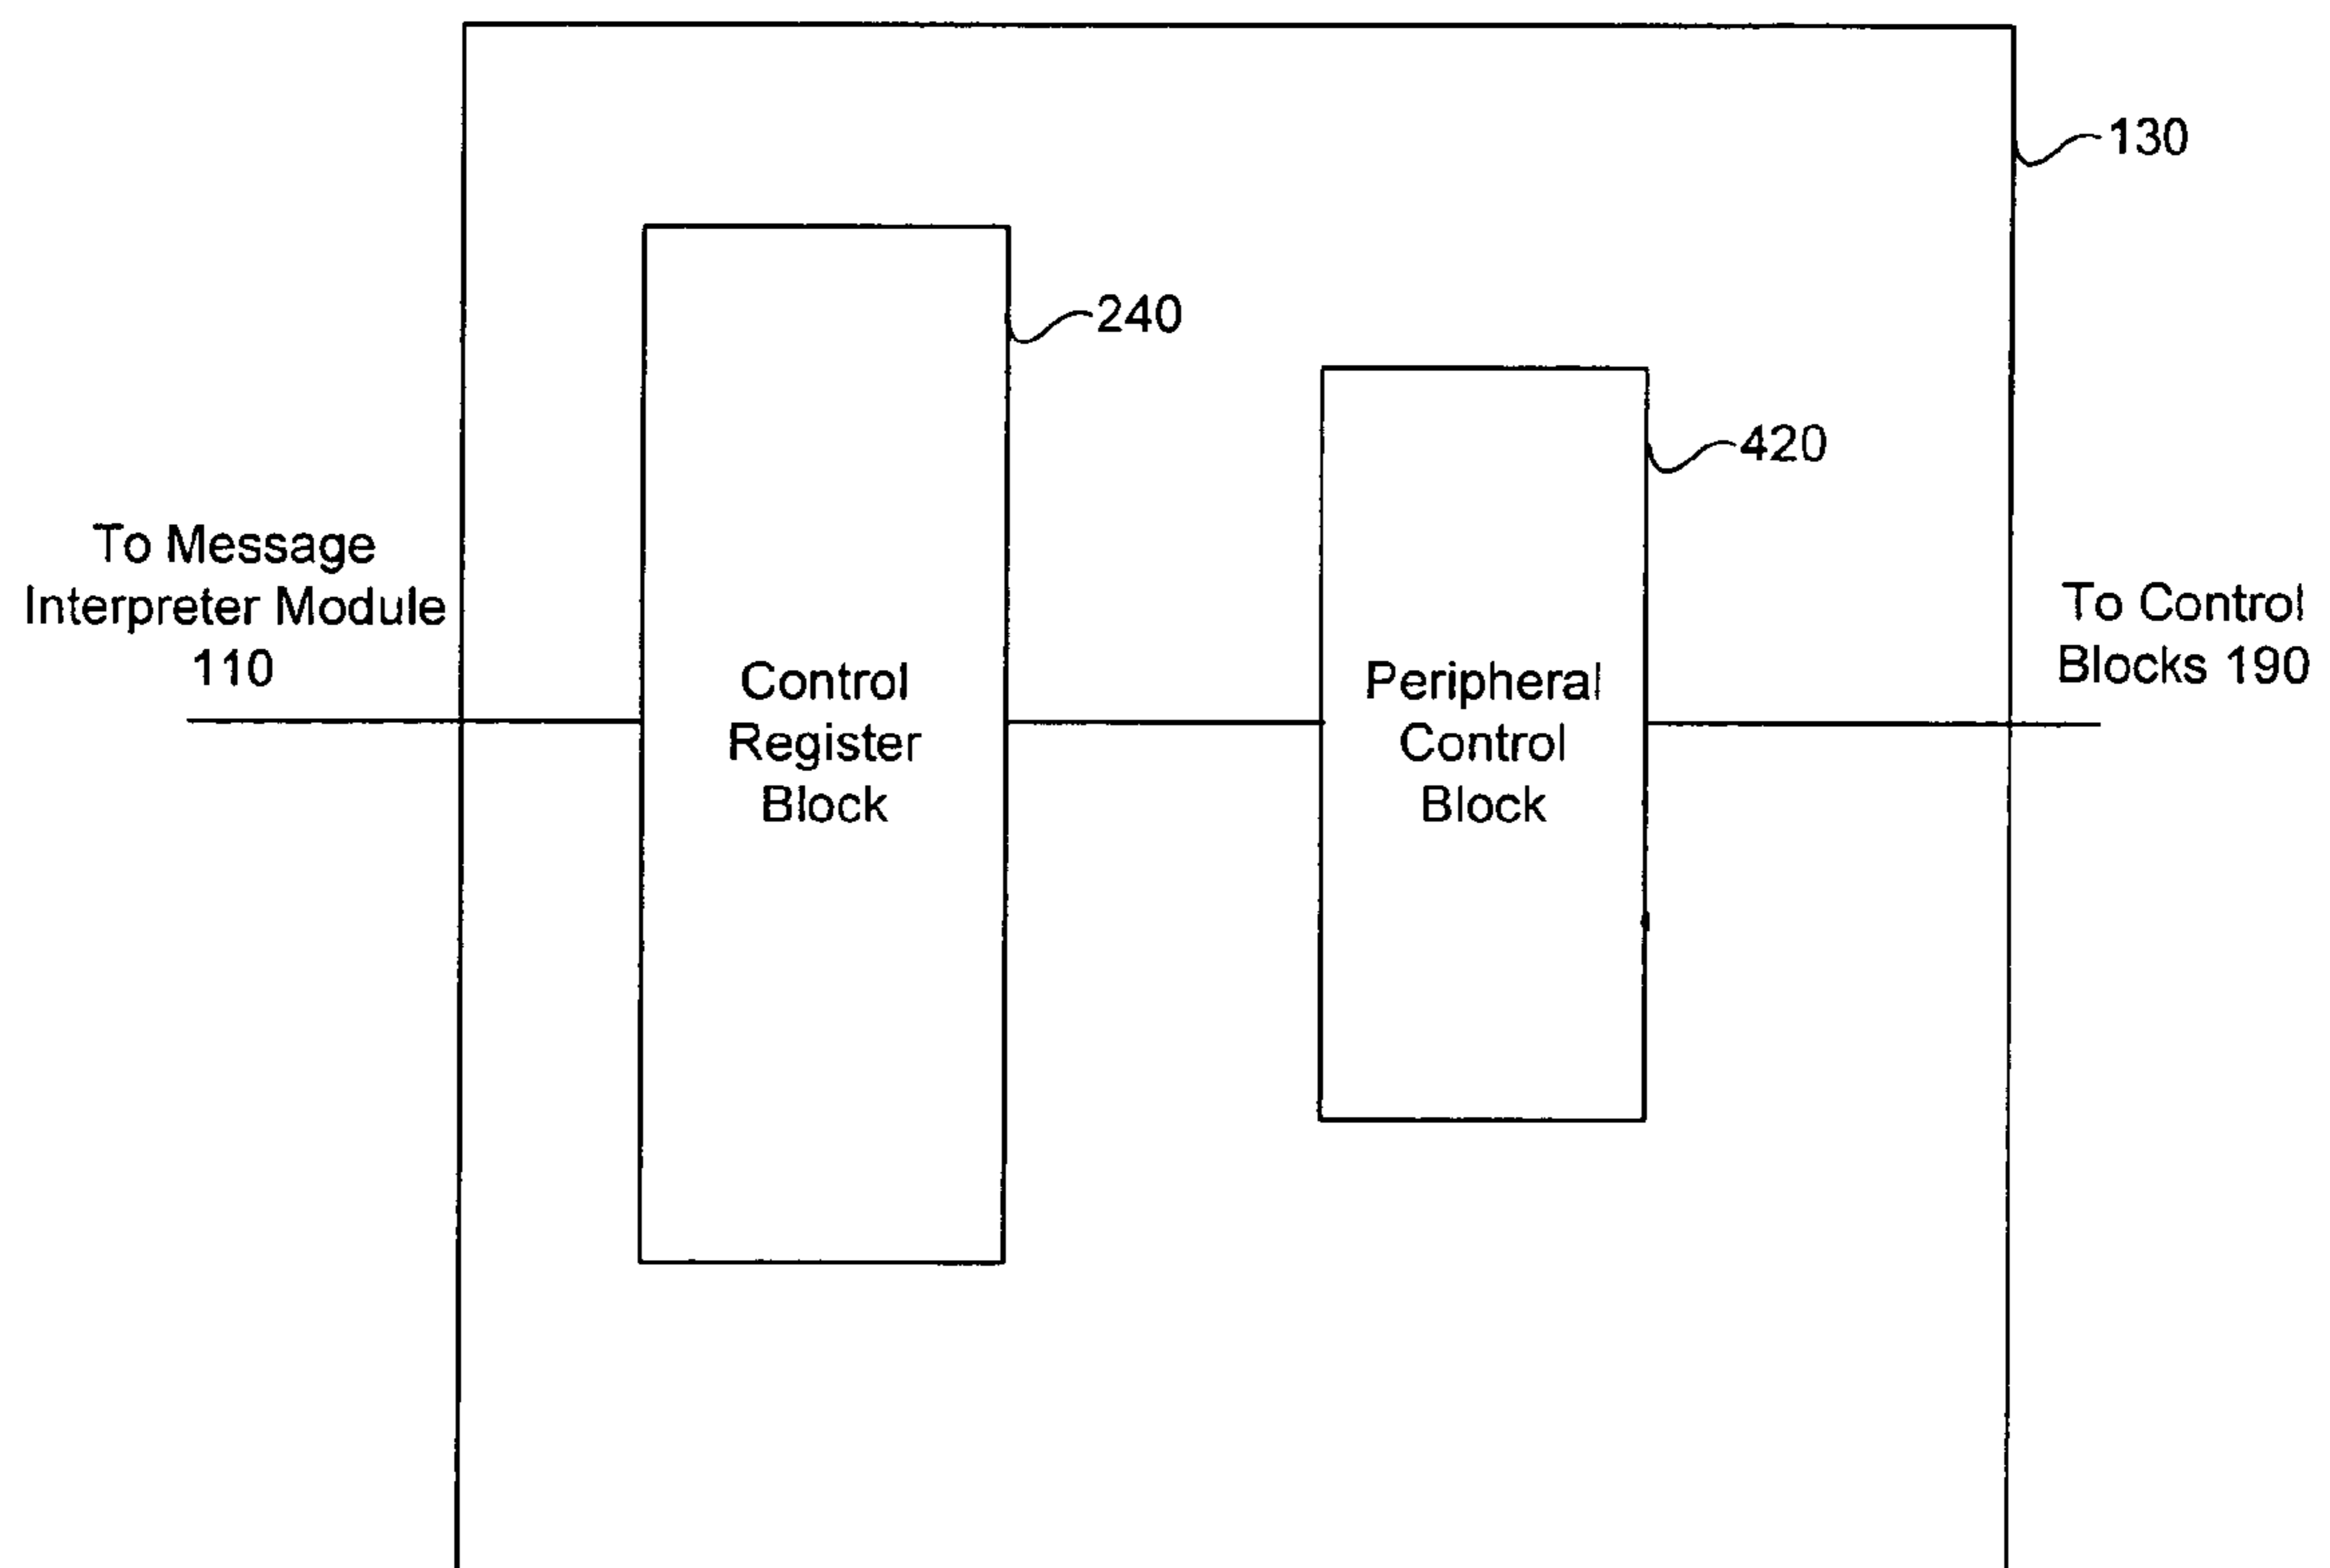 130
240
420
To Message
Interpreter Module
110
To Control
Blocks 190
Control
Register
Block
Peripheral
Control
Block